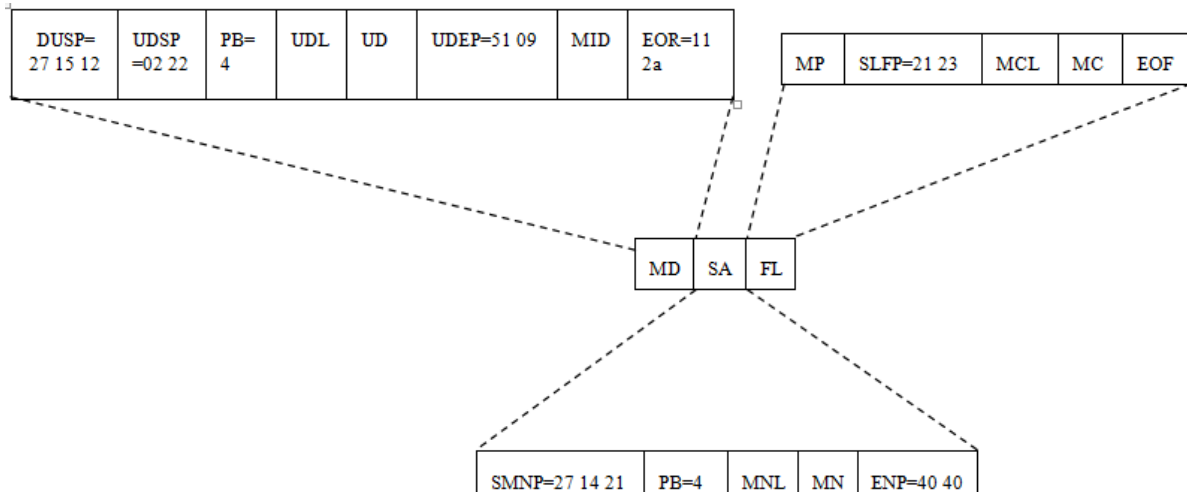 DUSP=
27 15 12
UDSP
=02 22
PB=
4
UDL
UD
UDEP=51 09
MID
EOR=11
2a
MP
SLFP=21 23
MCL
MC
EOF
MD
SA
FL
SMNP=27 14 21
PB=4
MNL
MN
ENP=40 40